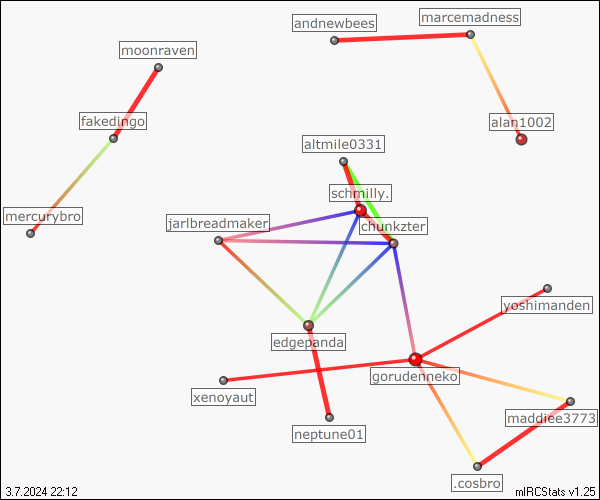 marcemadness
andnewbees
moonraven
fakedingo
alan1002
altmile0331
schmilly.
mercurybro
jarlbreadmaker
chunkzter
yoshimanden
edgepanda
gorudenneko
xenoyaut
maddiee3773
neptune01
.cosbro
3.7.2024 22:12
mIRCStats v1.25